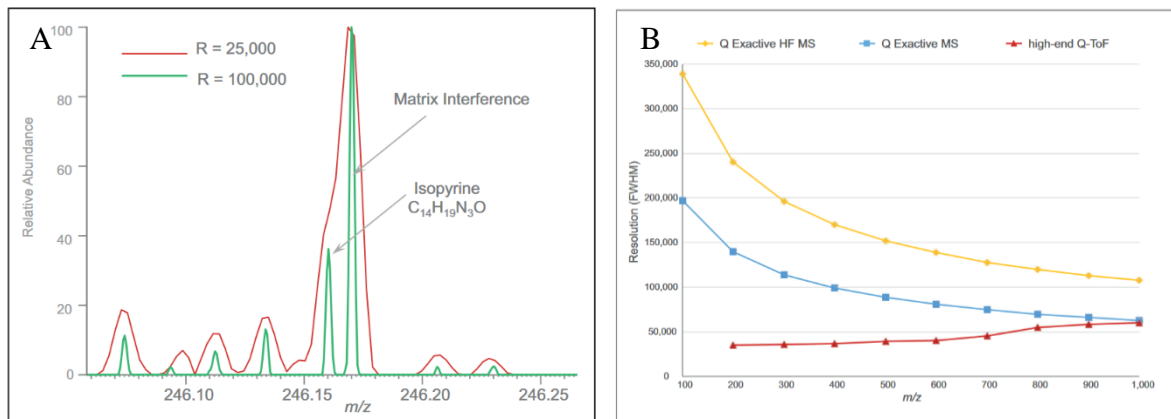 A
R = 25,000
R = 100,000
Matrix Interference
Isopyrine
C₁₄H₁₉N₃O
Relative Abundance
100
80
60
40
20
0
246.10
246.15
246.20
246.25
m/z
B
Q Exactive HF MS
Q Exactive MS
high-end Q-ToF
Resolution (FWHM)
350,000
300,000
250,000
200,000
150,000
100,000
50,000
0
100
200
300
400
500
600
700
800
900
1,000
m/z